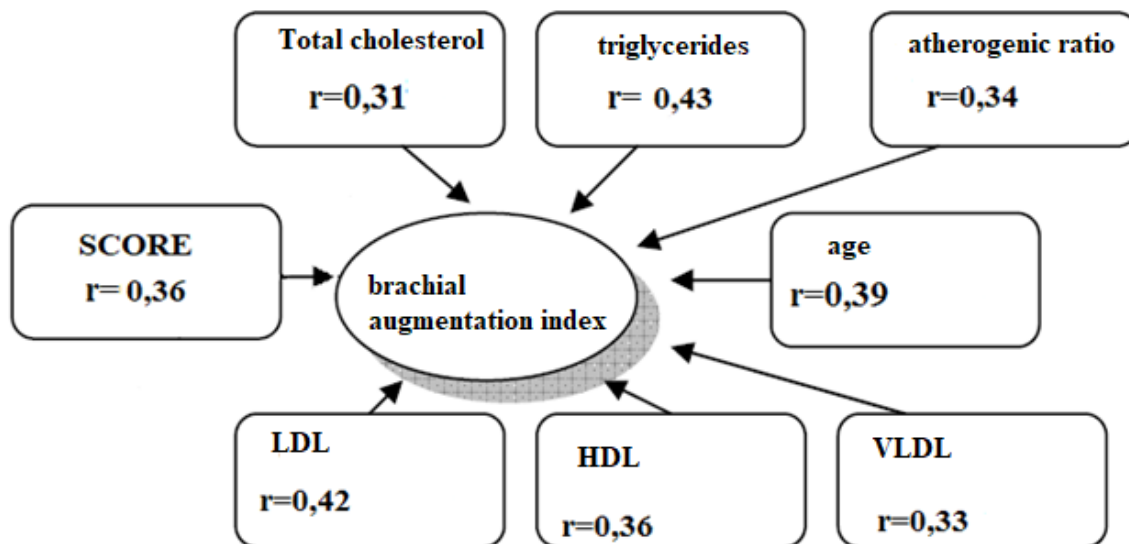 Total cholesterol
r=0,31
triglycerides
r= 0,43
atherogenic ratio
r=0,34
SCORE
r= 0,36
brachial
augmentation index
age
r=0,39
LDL
r=0,42
HDL
r=0,36
VLDL
r=0,33